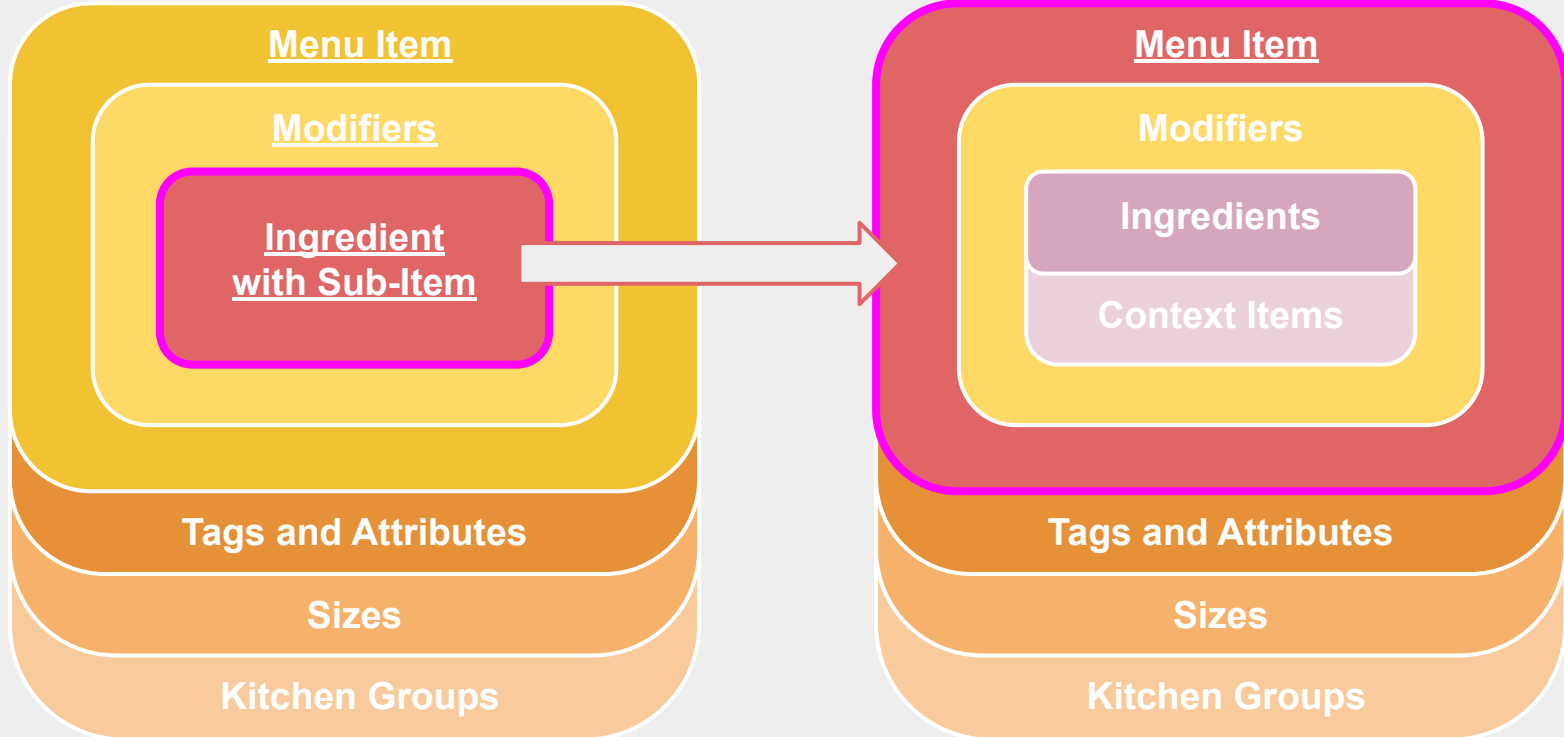 Menu Item
Modifiers
Ingredient
with Sub-Item
Tags and Attributes
Sizes
Kitchen Groups
Menu Item
Modifiers
Ingredients
Context Items
Tags and Attributes
Sizes
Kitchen Groups